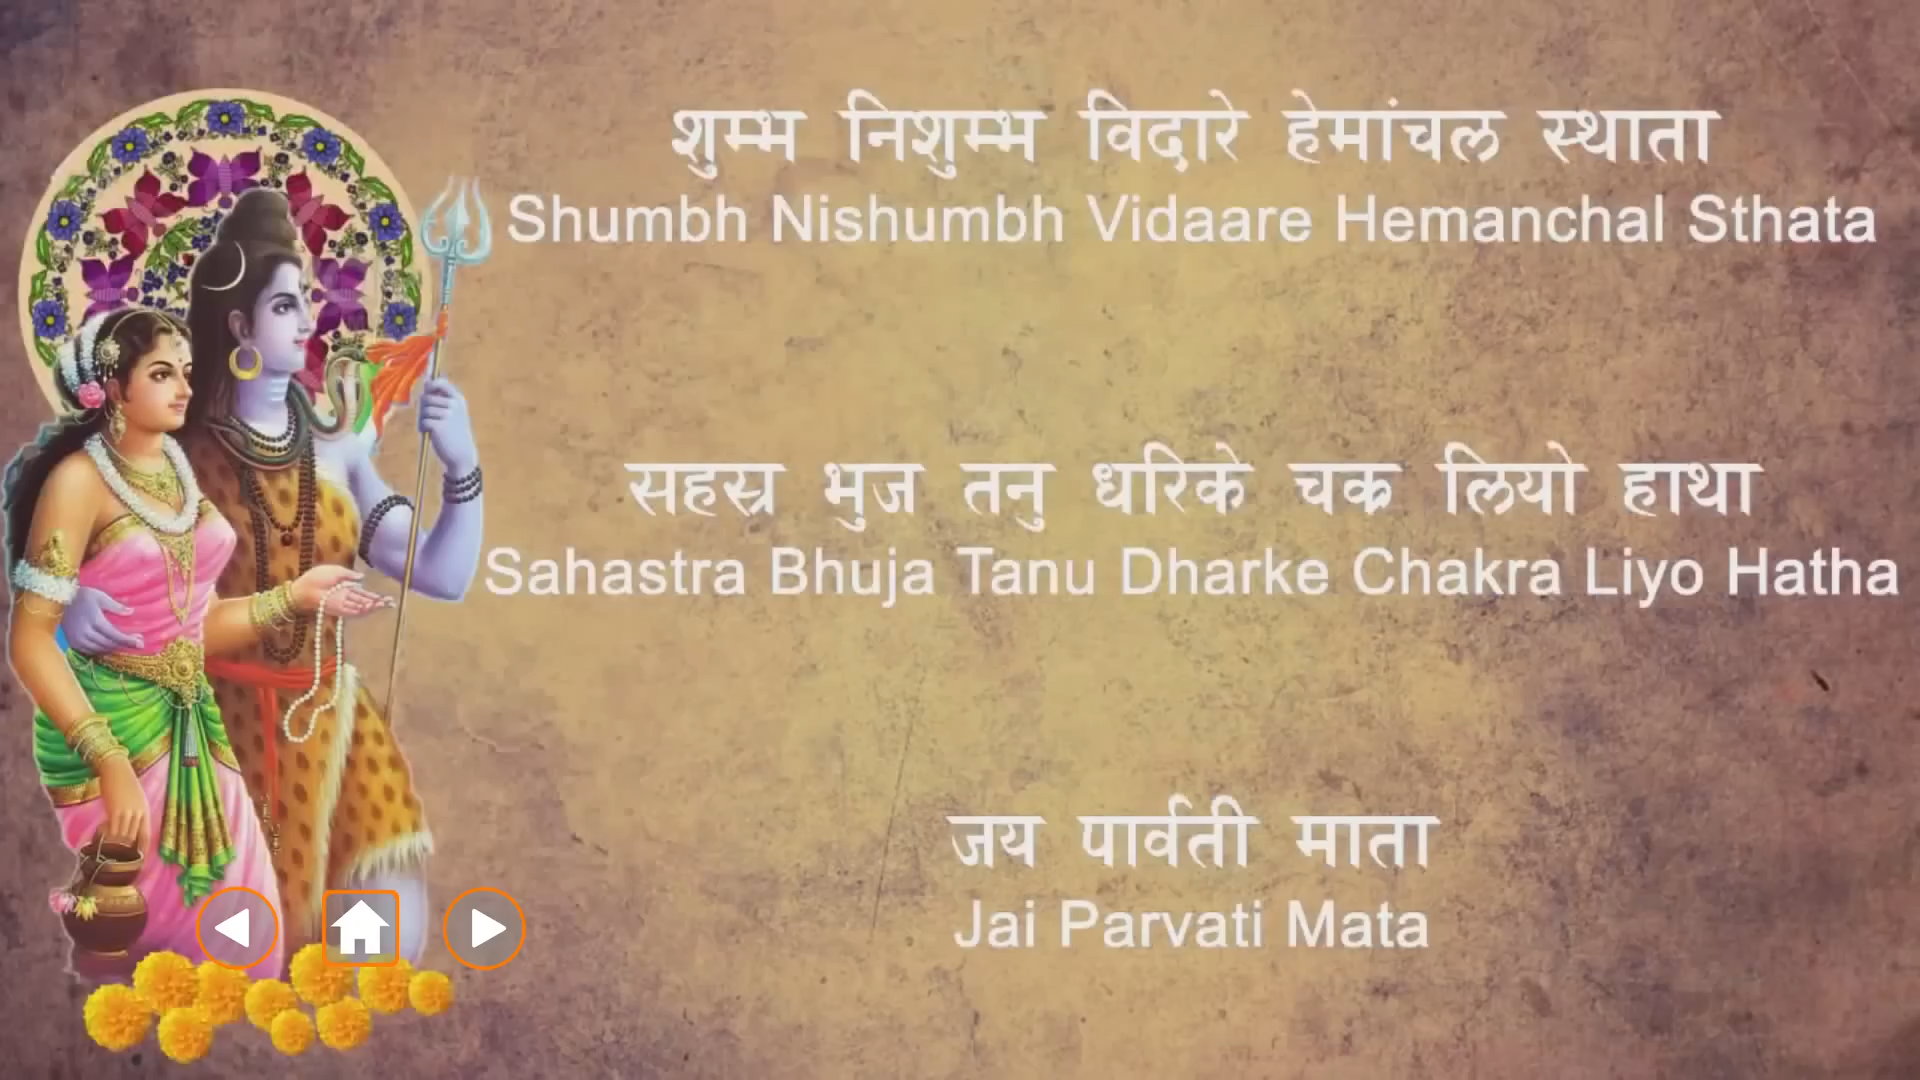 शुम्भ निशुम्भ विदारे हेमांचल स्थाता
Shumbh Nishumbh Vidaare Hemanchal Sthata
सहस्त्र भुज तनु धरिके चक्र लियो हाथा
Sahastra Bhuja Tanu Dharke Chakra Liyo Hatha
जय पार्वती माता
Jai Parvati Mata